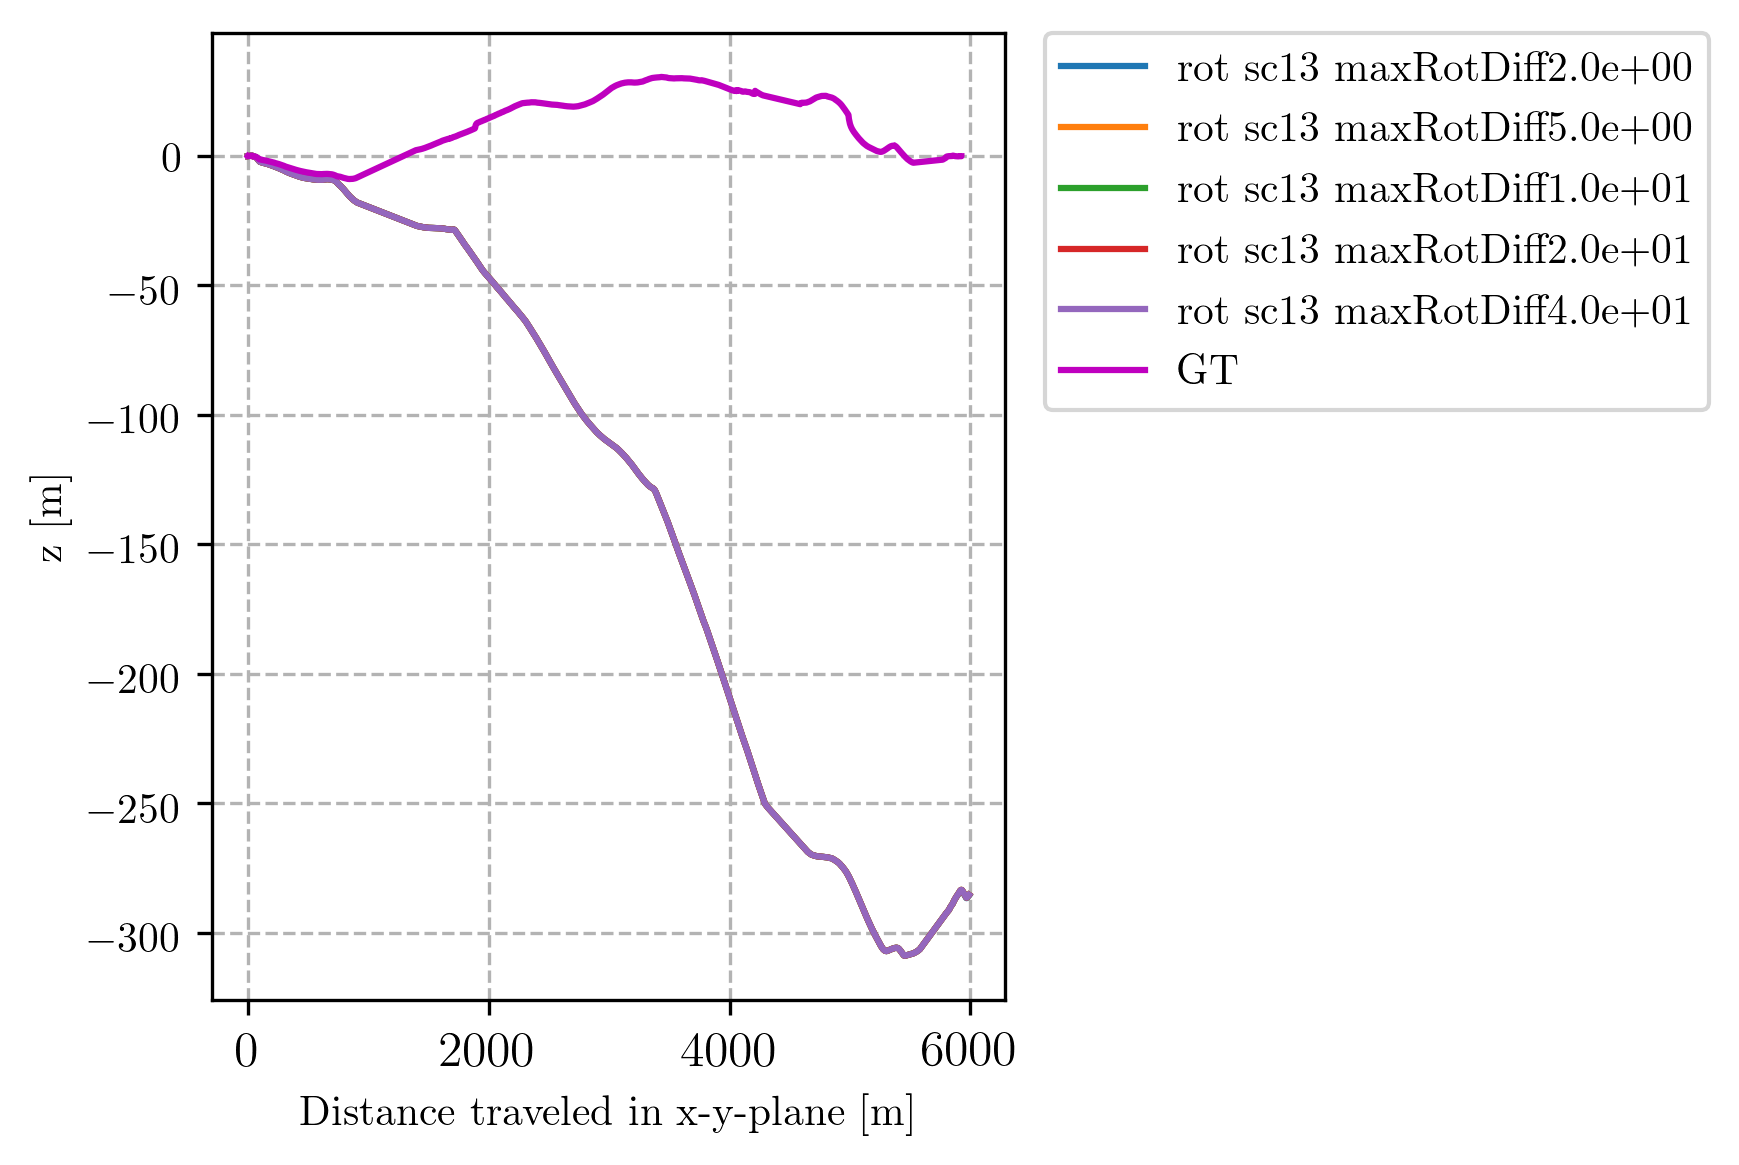 rot sc13 maxRotDiff2.0e+00
rot sc13 maxRotDiff5.0e+00
rot sc13 maxRotDiff1.0e+01
rot sc13 maxRotDiff2.0e+01
rot sc13 maxRotDiff4.0e+01
GT
z [m]
0
−50
−100
−150
−200
−250
−300
0 2000 4000 6000
Distance traveled in x-y-plane [m]